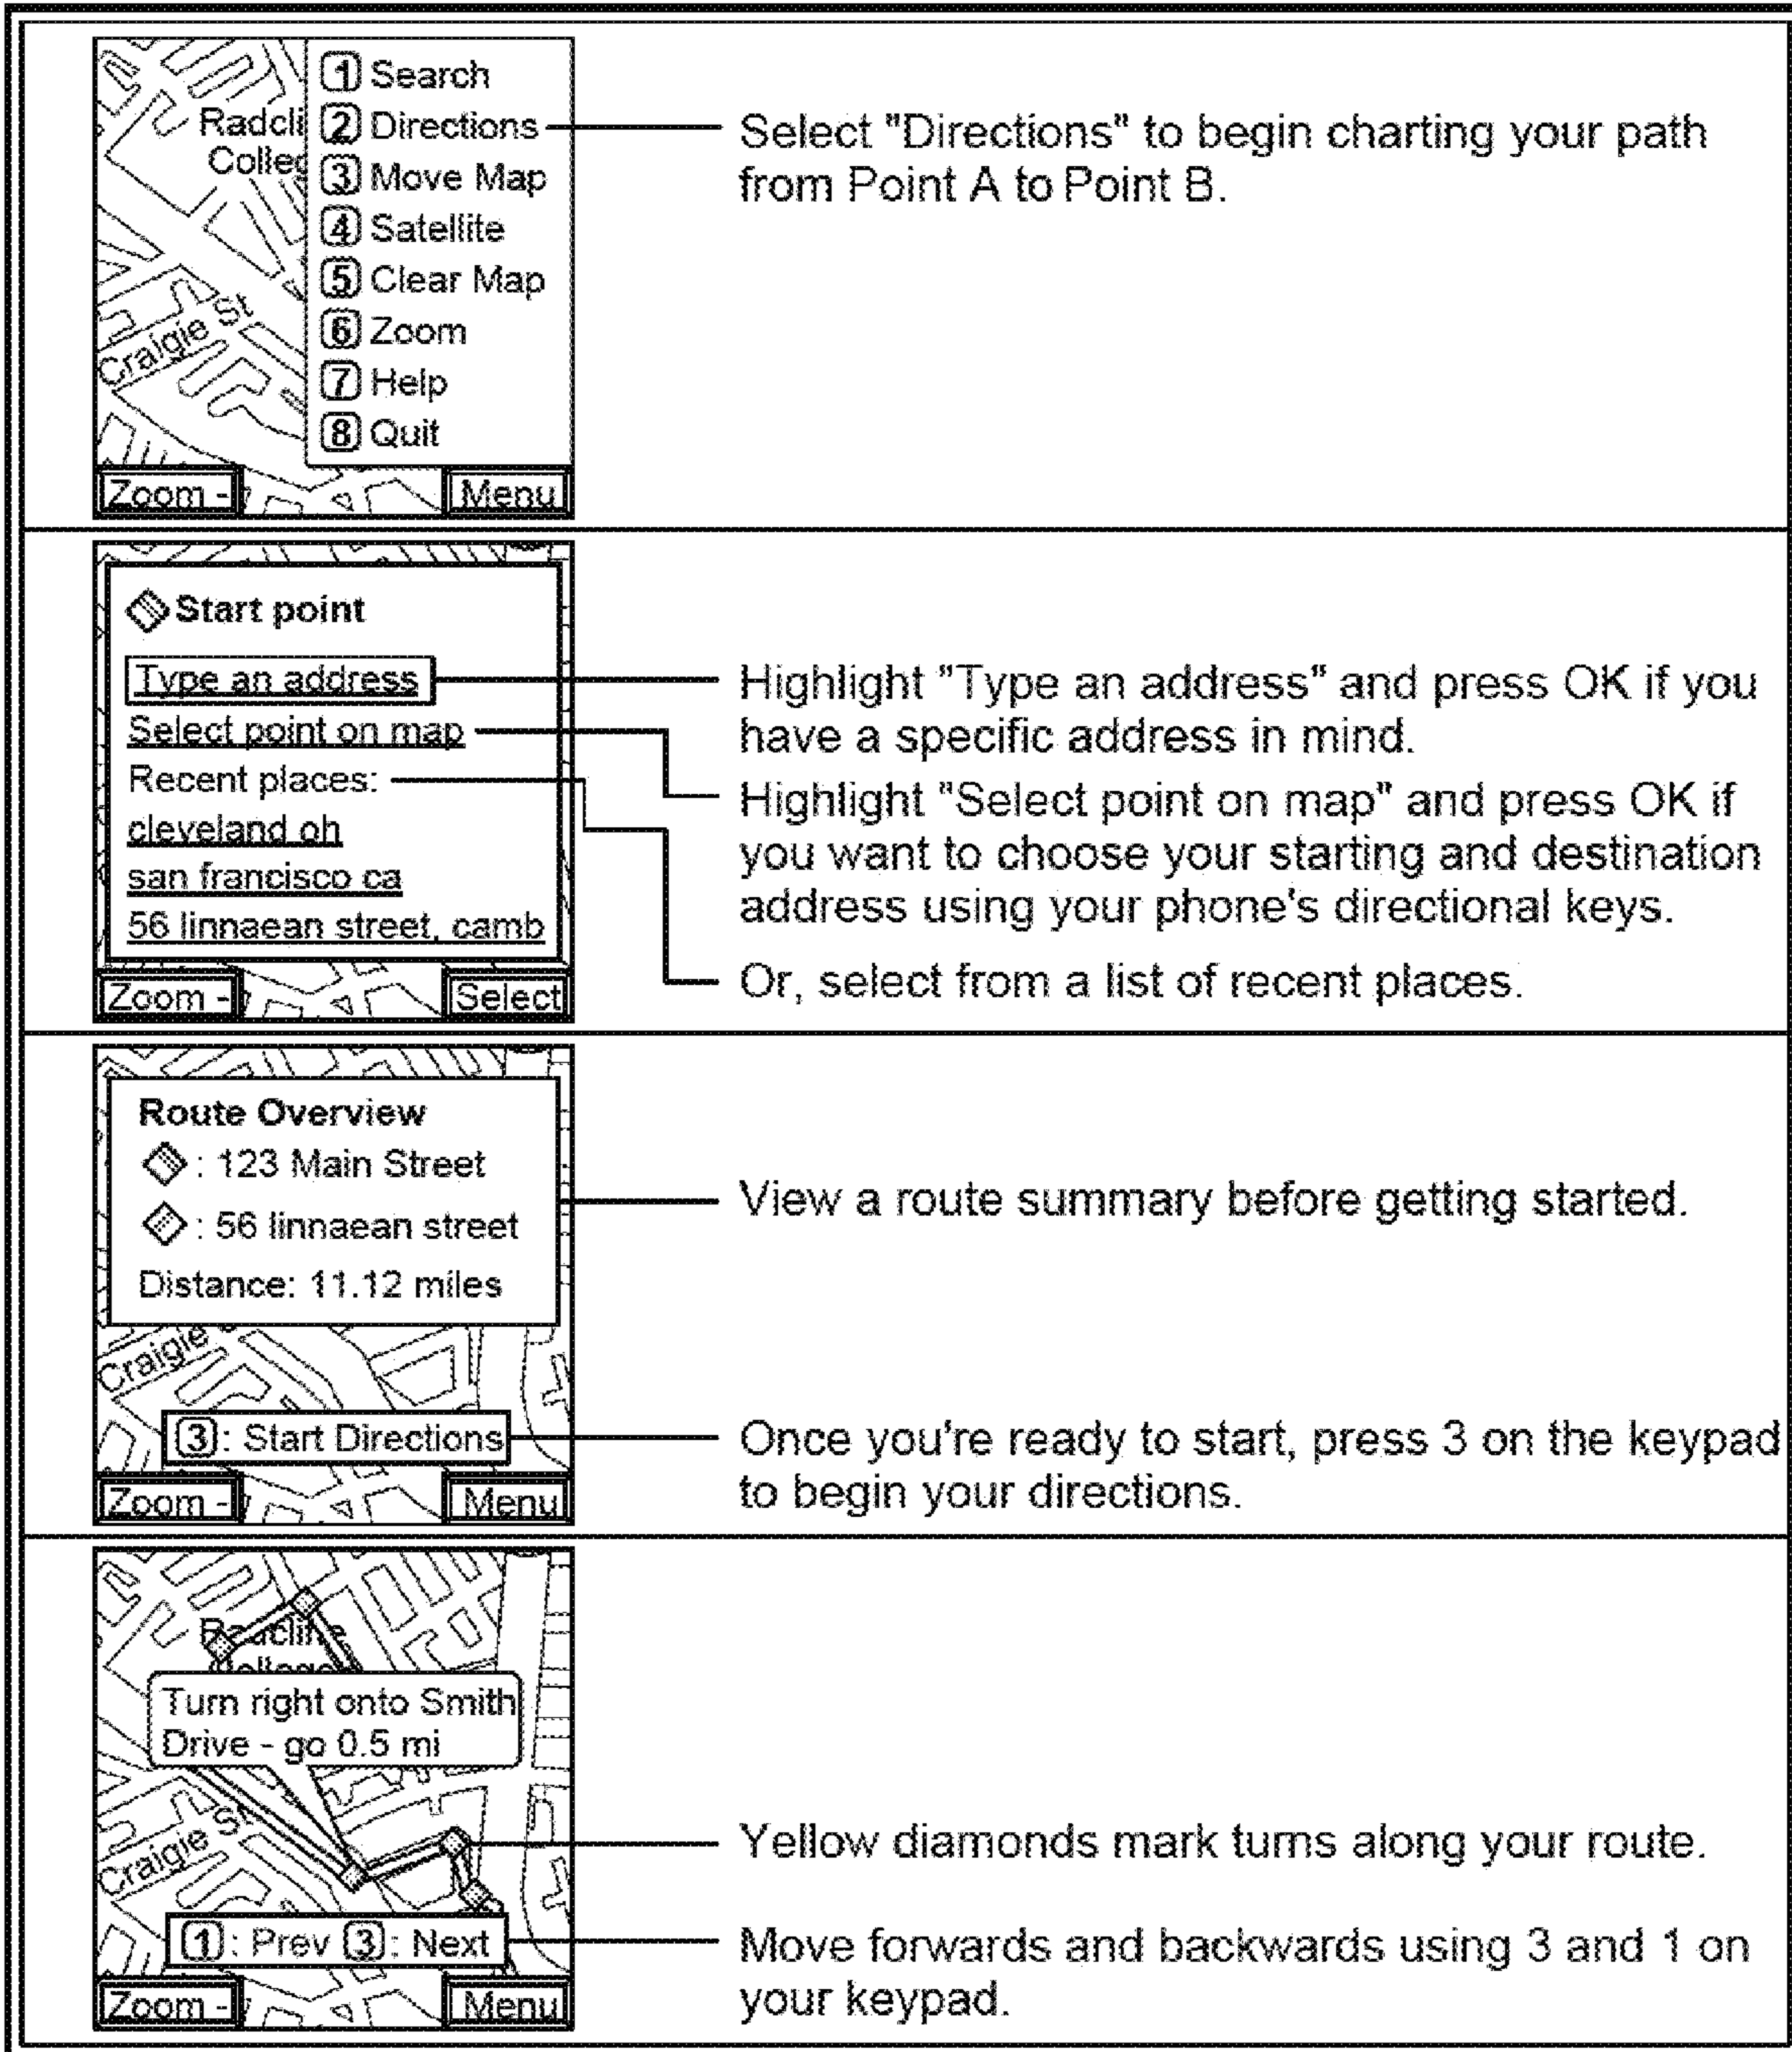 1 Search
Radcli 2 Directions
Colleg 3 Move Map
4 Satellite
5 Clear Map
6 Zoom
7 Help
8 Quit
Craigie St
Zoom - Menu
Select "Directions" to begin charting your path
from Point A to Point B.
Start point
Type an address
Select point on map
Recent places:
cleveland oh
san francisco ca
56 linnaean street, camb
Zoom - Select
Highlight "Type an address" and press OK if you
have a specific address in mind.
Highlight "Select point on map" and press OK if
you want to choose your starting and destination
address using your phone's directional keys.
Or, select from a list of recent places.
Route Overview
: 123 Main Street
: 56 linnaean street
Distance: 11.12 miles
Craigie
3: Start Directions
Zoom - Menu
View a route summary before getting started.
Once you're ready to start, press 3 on the keypad
to begin your directions.
Radcliffe
College
Turn right onto Smith
Drive - go 0.5 mi
Craigie St
1: Prev 3: Next
Zoom - Menu
Yellow diamonds mark turns along your route.
Move forwards and backwards using 3 and 1 on
your keypad.